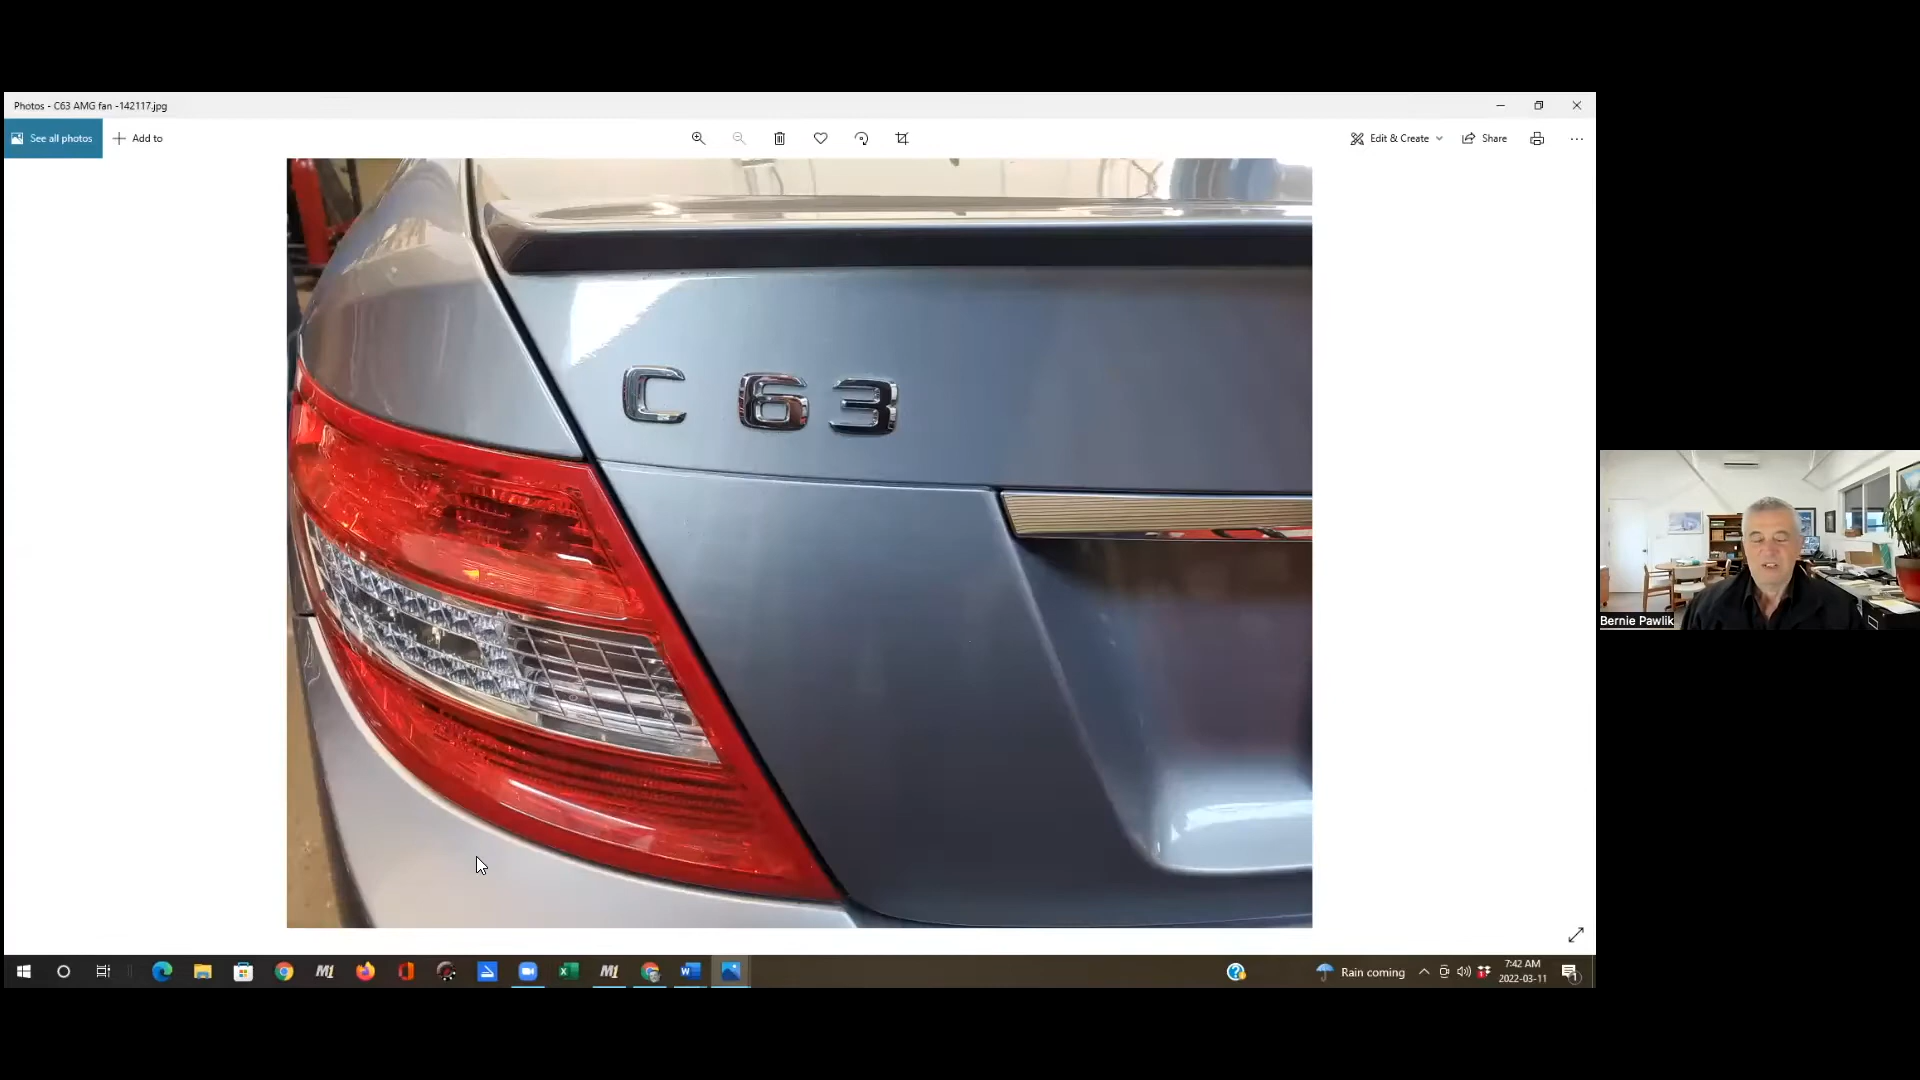 Photos - C63 AMG fan -142117.jpg
See all photos
Add to
Edit & Create
Share
C 63
Bernie Pawlik
Rain coming
7:42 AM
2022-03-11
1